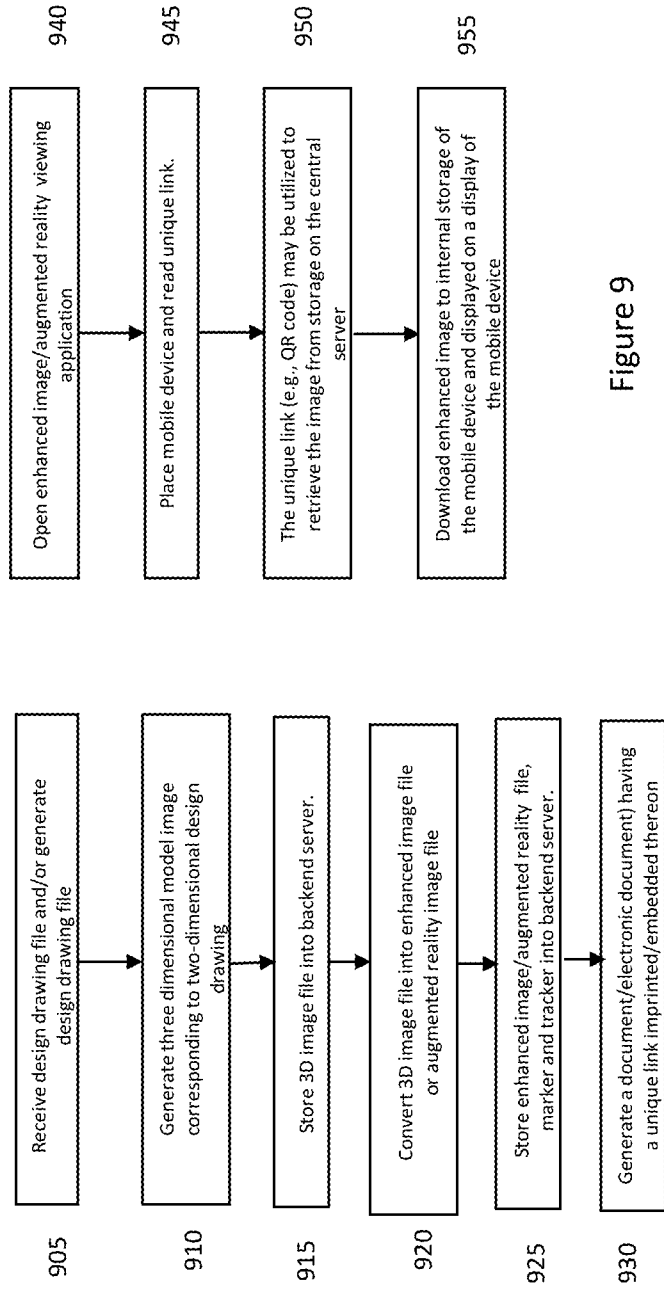 905
Receive design drawing file and/or generate
design drawing file
910
Generate three dimensional model image
corresponding to two-dimensional design
drawing
915
Store 3D image file into backend server.
920
Convert 3D image file into enhanced image file
or augmented reality image file
925
Store enhanced image/augmented reality file,
marker and tracker into backend server.
930
Generate a document/electronic document) having
a unique link imprinted/embedded thereon
Open enhanced image/augmented reality viewing
application
940
Place mobile device and read unique link.
945
The unique link (e.g., QR code) may be utilized to
retrieve the image from storage on the central
server
950
Download enhanced image to internal storage of
the mobile device and displayed on a display of
the mobile device
955
Figure 9